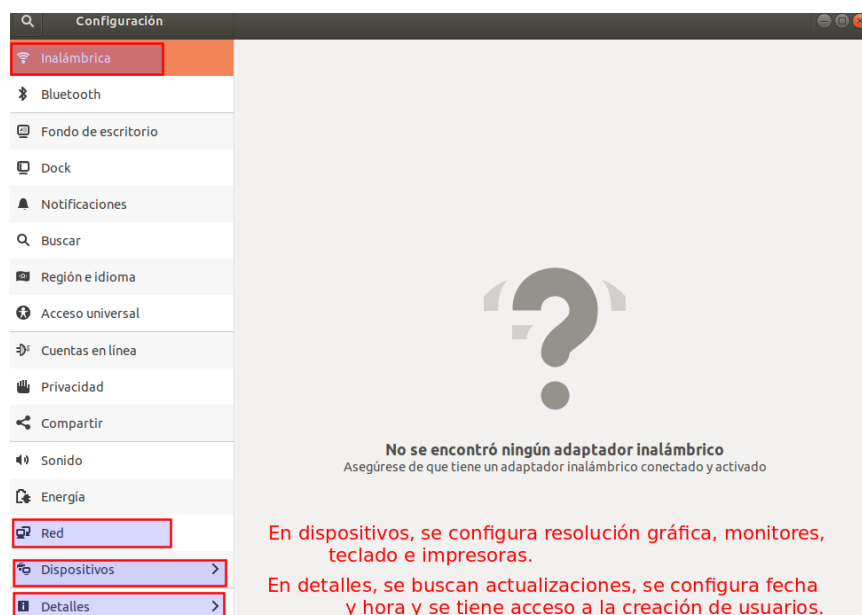 Configuración
Inalámbrica
Bluetooth
Fondo de escritorio
Dock
Notificaciones
Buscar
Región e idioma
Acceso universal
Cuentas en línea
Privacidad
Compartir
Sonido
Energía
Red
Dispositivos
Detalles
No se encontró ningún adaptador inalámbrico
Asegúrese de que tiene un adaptador inalámbrico conectado y activado
En dispositivos, se configura resolución gráfica, monitores,
teclado e impresoras.
En detalles, se buscan actualizaciones, se configura fecha
y hora y se tiene acceso a la creación de usuarios.